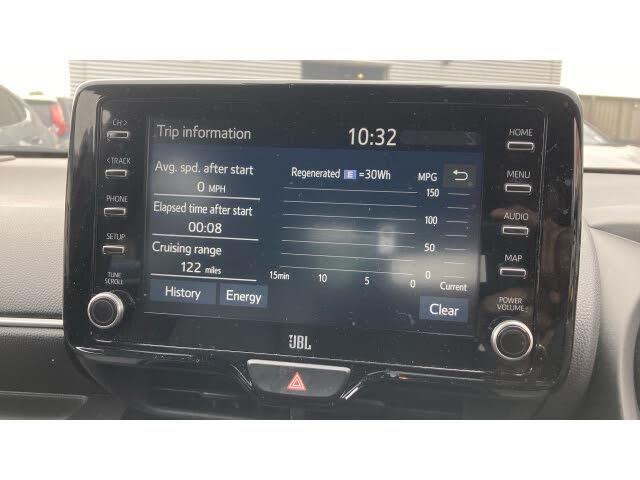 CH >
< TRACK
PHONE
SETUP
TUNE
SCROLL
Trip information 10:32
Avg. spd. after start
0 MPH
Elapsed time after start
00:08
Cruising range
122 miles
History Energy
Regenerated E =30Wh MPG
150
100
50
0
15min 10 5 0 Current
Clear
HOME
MENU
AUDIO
MAP
POWER
VOLUME
JBL